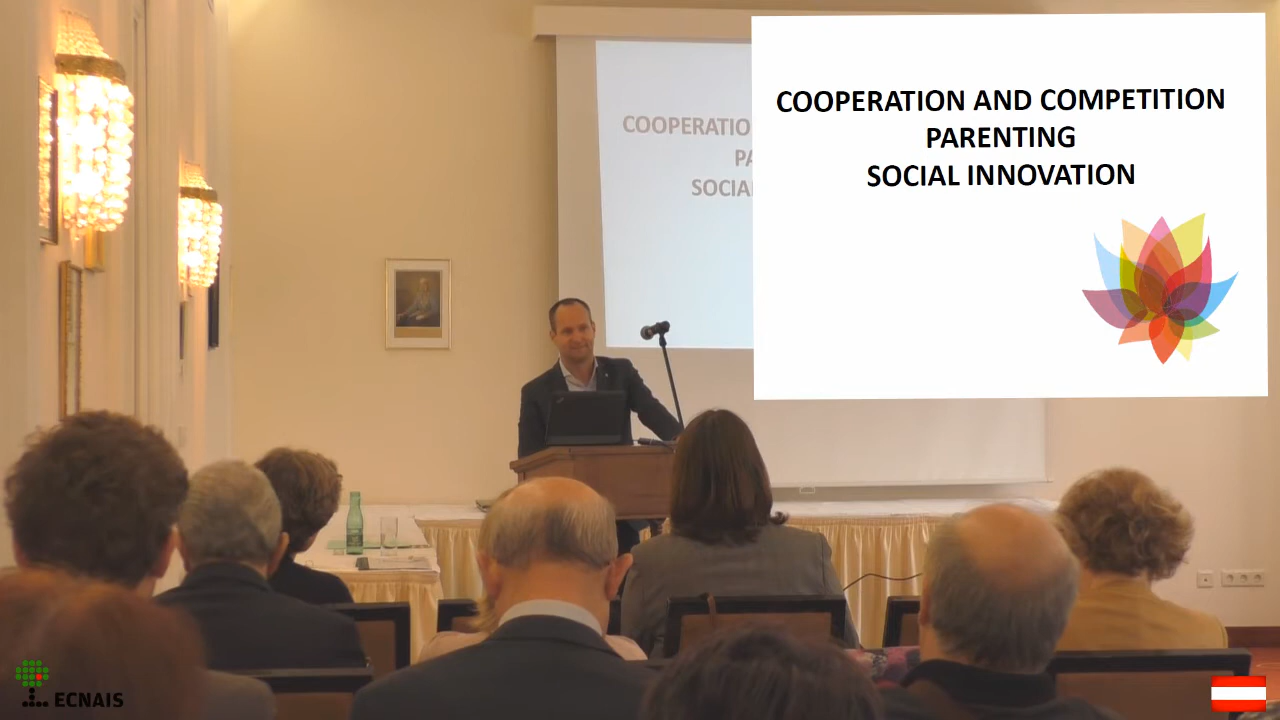 COOPERATION AND COMPETITION
PARENTING
SOCIAL INNOVATION
COOPERATIO
PA
SOCIA
ECNAIS